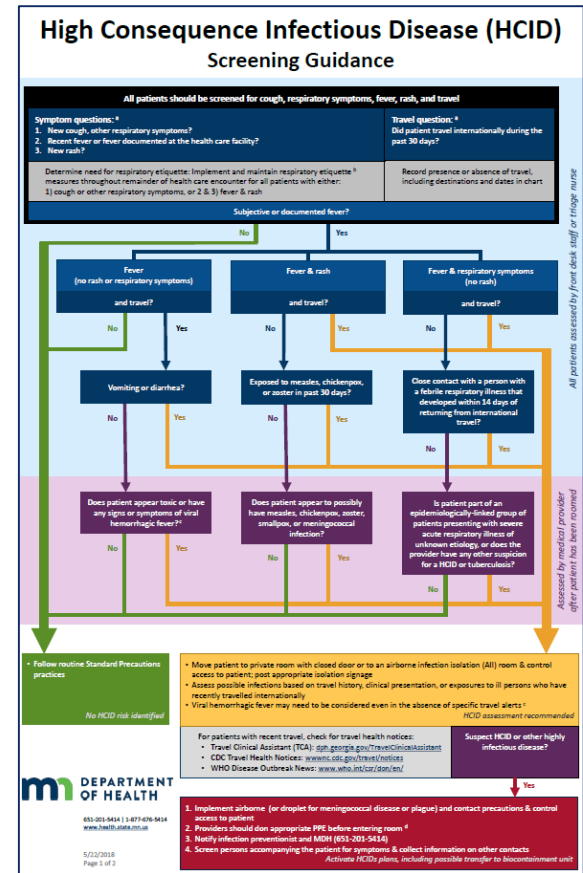 High Consequence Infectious Disease (HCID)
Screening Guidance
All patients should be screened for cough, respiratory symptoms, fever, rash, and travel
Symptom questions: a
1. New cough, other respiratory symptoms?
2. Recent fever or fever documented at the health care facility?
3. New rash?
Travel question: a
Did patient travel internationally during the
past 30 days?
Determine need for respiratory etiquette: Implement and maintain respiratory etiquette b
measures throughout remainder of health care encounter for all patients with either:
1) cough or other respiratory symptoms, or 2 & 3) fever & rash
Record presence or absence of travel,
including destinations and dates in chart
Subjective or documented fever?
No
Yes
Fever
(no rash or respiratory symptoms)
and travel?
Fever & rash
and travel?
Fever & respiratory symptoms
(no rash)
and travel?
No
Yes
No
Yes
No
Yes
Vomiting or diarrhea?
Exposed to measles, chickenpox,
or zoster in past 30 days?
Close contact with a person with
a febrile respiratory illness that
developed within 14 days of
returning from international
travel?
No
Yes
No
Yes
No
Yes
All patients assessed by front desk staff or triage nurse
Does patient appear toxic or have
any signs or symptoms of viral
hemorrhagic fever? c
Does patient appear to possibly
have measles, chickenpox, zoster,
smallpox, or meningococcal
infection?
Is patient part of an
epidemiologically-linked group of
patients presenting with severe
acute respiratory illness of
unknown etiology, or does the
provider have any other suspicion
for a HCID or tuberculosis?
No
Yes
No
Yes
No
Yes
Assessed by medical provider
after patient has been roomed
• Follow routine Standard Precautions
practices
No HCID risk identified
• Move patient to private room with closed door or to an airborne infection isolation (AII) room & control
access to patient; post appropriate isolation signage
• Assess possible infections based on travel history, clinical presentation, or exposures to ill persons who have
recently travelled internationally
• Viral hemorrhagic fever may need to be considered even in the absence of specific travel alerts c
HCID assessment recommended
For patients with recent travel, check for travel health notices:
• Travel Clinical Assistant (TCA): dph.georgia.gov/TravelClinicalAssistant
• CDC Travel Health Notices: wwwnc.cdc.gov/travel/notices
• WHO Disease Outbreak News: www.who.int/csr/don/en/
Suspect HCID or other highly
infectious disease?
Yes
m DEPARTMENT
OF HEALTH
651-201-5414 | 1-877-676-5414
www.health.state.mn.us
5/22/2018
Page 1 of 2
1. Implement airborne (or droplet for meningococcal disease or plague) and contact precautions & control
access to patient
2. Providers should don appropriate PPE before entering room d
3. Notify infection preventionist and MDH (651-201-5414)
4. Screen persons accompanying the patient for symptoms & collect information on other contacts
Activate HCIDs plans, including possible transfer to biocontainment unit